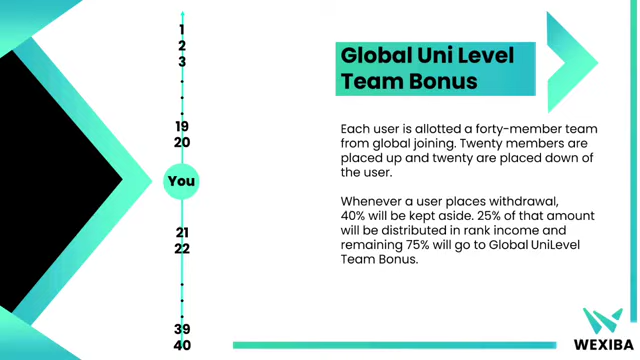 1
2
3
.
.
.
19
20
You
21
22
.
.
.
39
40
Global Uni Level
Team Bonus
Each user is allotted a forty-member team
from global joining. Twenty members are
placed up and twenty are placed down of
the user.
Whenever a user places withdrawal,
40% will be kept aside. 25% of that amount
will be distributed in rank income and
remaining 75% will go to Global UniLevel
Team Bonus.
WEXIBA